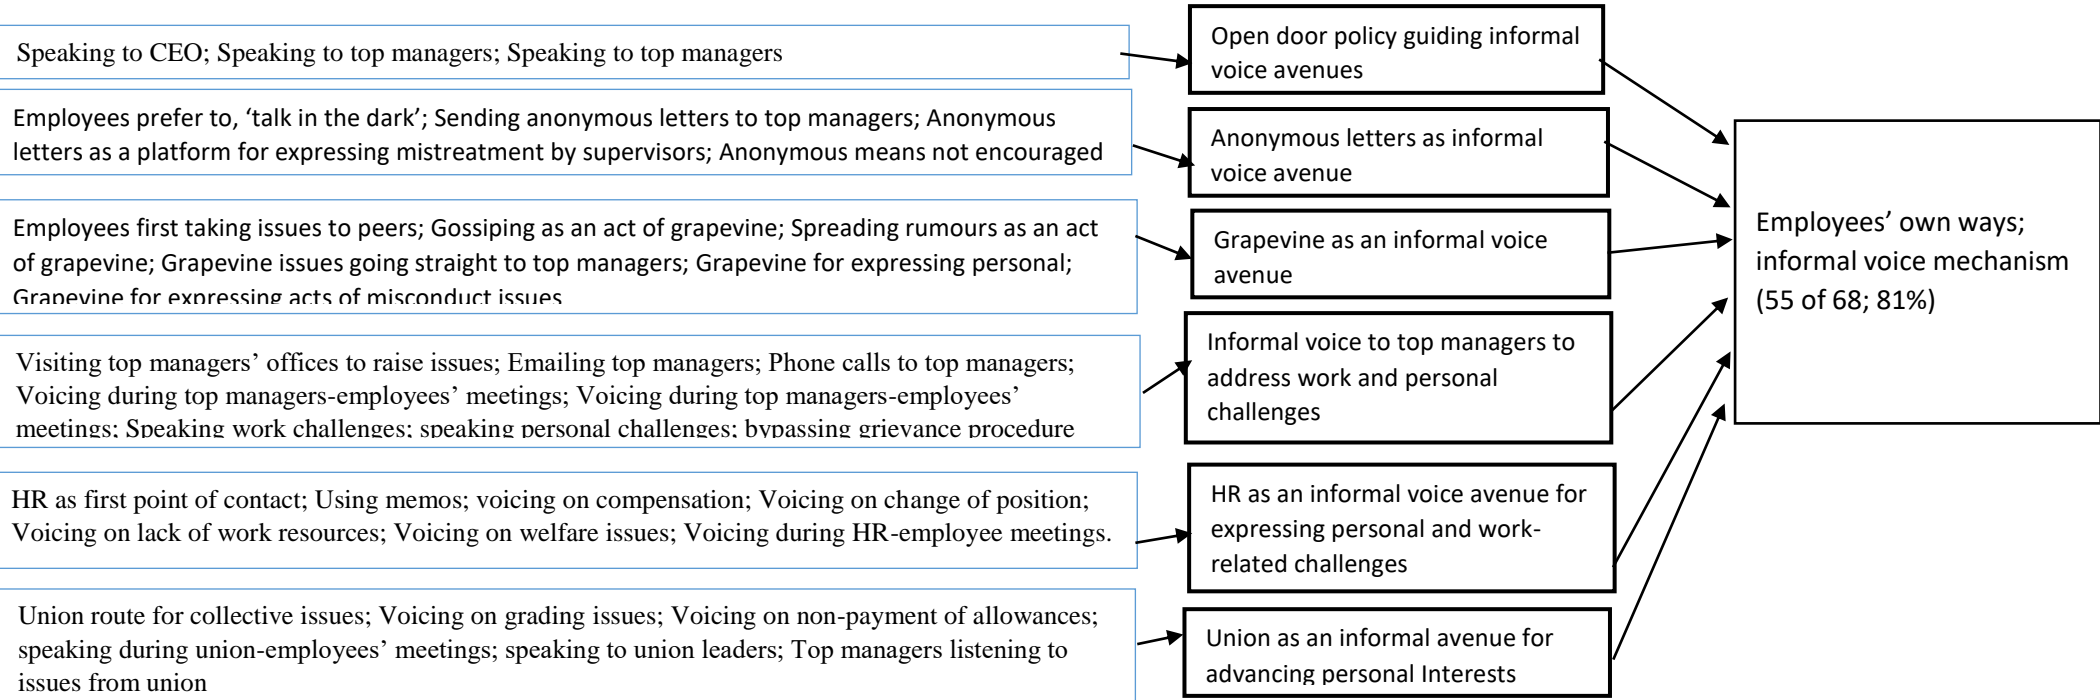 Speaking to CEO; Speaking to top managers; Speaking to top managers
Open door policy guiding informal
voice avenues
Employees prefer to, ‘talk in the dark’; Sending anonymous letters to top managers; Anonymous
letters as a platform for expressing mistreatment by supervisors; Anonymous means not encouraged
Anonymous letters as informal
voice avenue
Employees first taking issues to peers; Gossiping as an act of grapevine; Spreading rumours as an act
of grapevine; Grapevine issues going straight to top managers; Grapevine for expressing personal;
Grapevine for expressing acts of misconduct issues
Grapevine as an informal voice
avenue
Visiting top managers’ offices to raise issues; Emailing top managers; Phone calls to top managers;
Voicing during top managers-employees’ meetings; Voicing during top managers-employees’
meetings; Speaking work challenges; speaking personal challenges; bypassing grievance procedure
Informal voice to top managers to
address work and personal
challenges
HR as first point of contact; Using memos; voicing on compensation; Voicing on change of position;
Voicing on lack of work resources; Voicing on welfare issues; Voicing during HR-employee meetings.
HR as an informal voice avenue for
expressing personal and work-
related challenges
Union route for collective issues; Voicing on grading issues; Voicing on non-payment of allowances;
speaking during union-employees’ meetings; speaking to union leaders; Top managers listening to
issues from union
Union as an informal avenue for
advancing personal Interests
Employees’ own ways;
informal voice mechanism
(55 of 68; 81%)